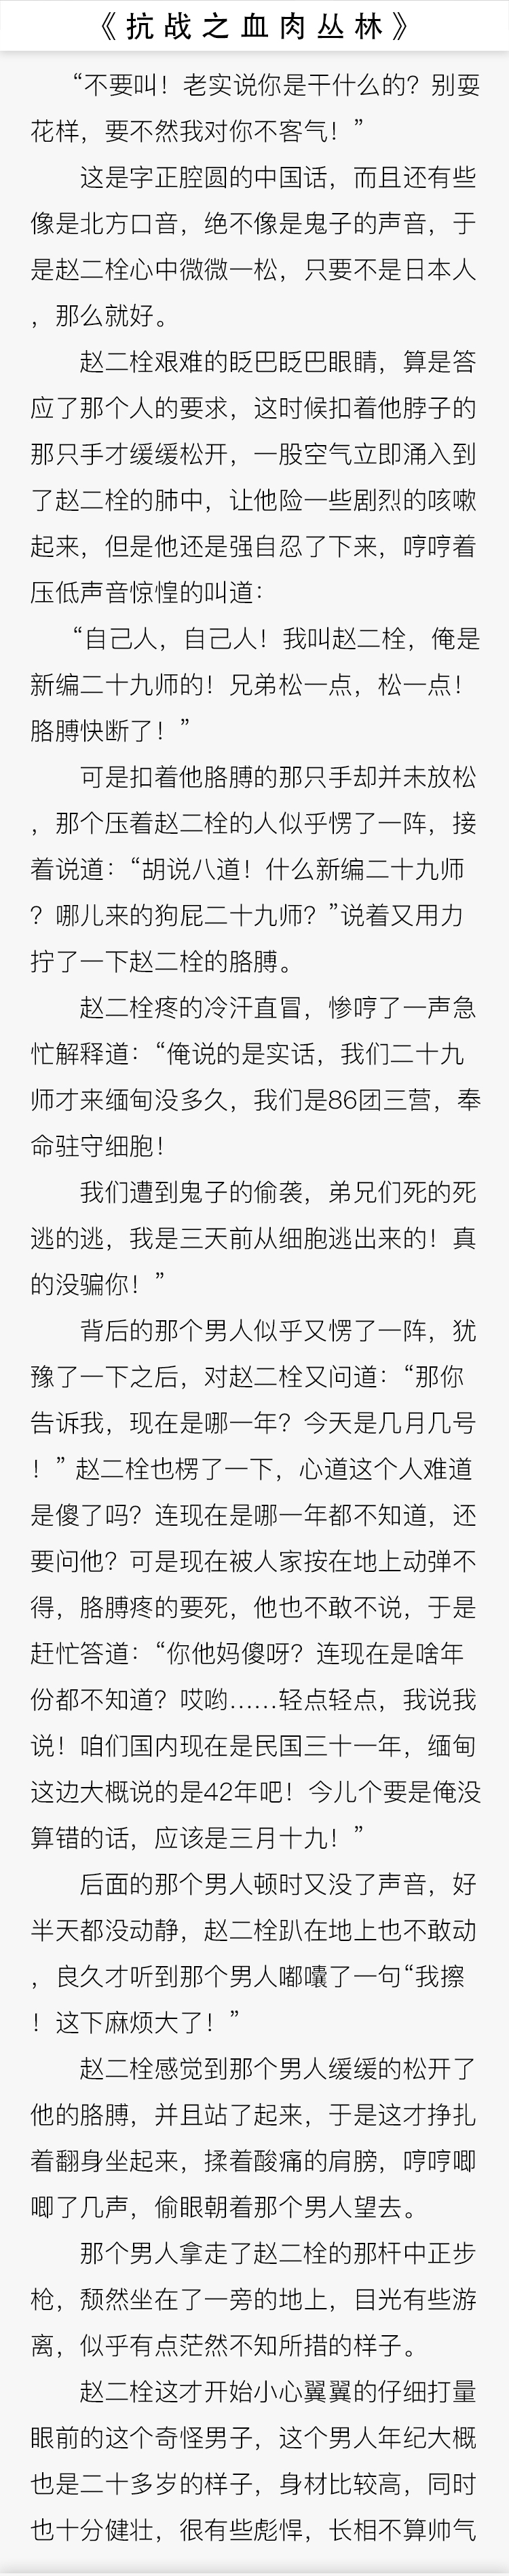 《抗战之血肉丛林》
“不要叫！老实说你是干什么的？别耍
花样，要不然我对你不客气！”
这是字正腔圆的中国话，而且还有些
像是北方口音，绝不像是鬼子的声音，于
是赵二栓心中微微一松，只要不是日本人
，那么就好。
赵二栓艰难的眨巴眨巴眼睛，算是答
应了那个人的要求，这时候扣着他脖子的
那只手才缓缓松开，一股空气立即涌入到
了赵二栓的肺中，让他险一些剧烈的咳嗽
起来，但是他还是强自忍了下来，哼哼着
压低声音惊惶的叫道：
“自己人，自己人！我叫赵二栓，俺是
新编二十九师的！兄弟松一点，松一点！
胳膊快断了！”
可是扣着他胳膊的那只手却并未放松
，那个压着赵二栓的人似乎愣了一阵，接
着说道：“胡说八道！什么新编二十九师
？哪儿来的狗屁二十九师？”说着又用力
拧了一下赵二栓的胳膊。
赵二栓疼的冷汗直冒，惨哼了一声急
忙解释道：“俺说的是实话，我们二十九
师才来缅甸没多久，我们是86团三营，奉
命驻守细胞！
我们遭到鬼子的偷袭，弟兄们死的死
逃的逃，我是三天前从细胞逃出来的！真
的没骗你！”
背后的那个男人似乎又愣了一阵，犹
豫了一下之后，对赵二栓又问道：“那你
告诉我，现在是哪一年？今天是几月几号
！” 赵二栓也楞了一下，心道这个人难道
是傻了吗？连现在是哪一年都不知道，还
要问他？可是现在被人家按在地上动弹不
得，胳膊疼的要死，他也不敢不说，于是
赶忙答道：“你他妈傻呀？连现在是啥年
份都不知道？哎哟……轻点轻点，我说我
说！咱们国内现在是民国三十一年，缅甸
这边大概说的是42年吧！今儿个要是俺没
算错的话，应该是三月十九！”
后面的那个男人顿时又没了声音，好
半天都没动静，赵二栓趴在地上也不敢动
，良久才听到那个男人嘟囔了一句“我擦
！这下麻烦大了！”
赵二栓感觉到那个男人缓缓的松开了
他的胳膊，并且站了起来，于是这才挣扎
着翻身坐起来，揉着酸痛的肩膀，哼哼唧
唧了几声，偷眼朝着那个男人望去。
那个男人拿走了赵二栓的那杆中正步
枪，颓然坐在了一旁的地上，目光有些游
离，似乎有点茫然不知所措的样子。
赵二栓这才开始小心翼翼的仔细打量
眼前的这个奇怪男子，这个男人年纪大概
也是二十多岁的样子，身材比较高，同时
也十分健壮，很有些彪悍，长相不算帅气